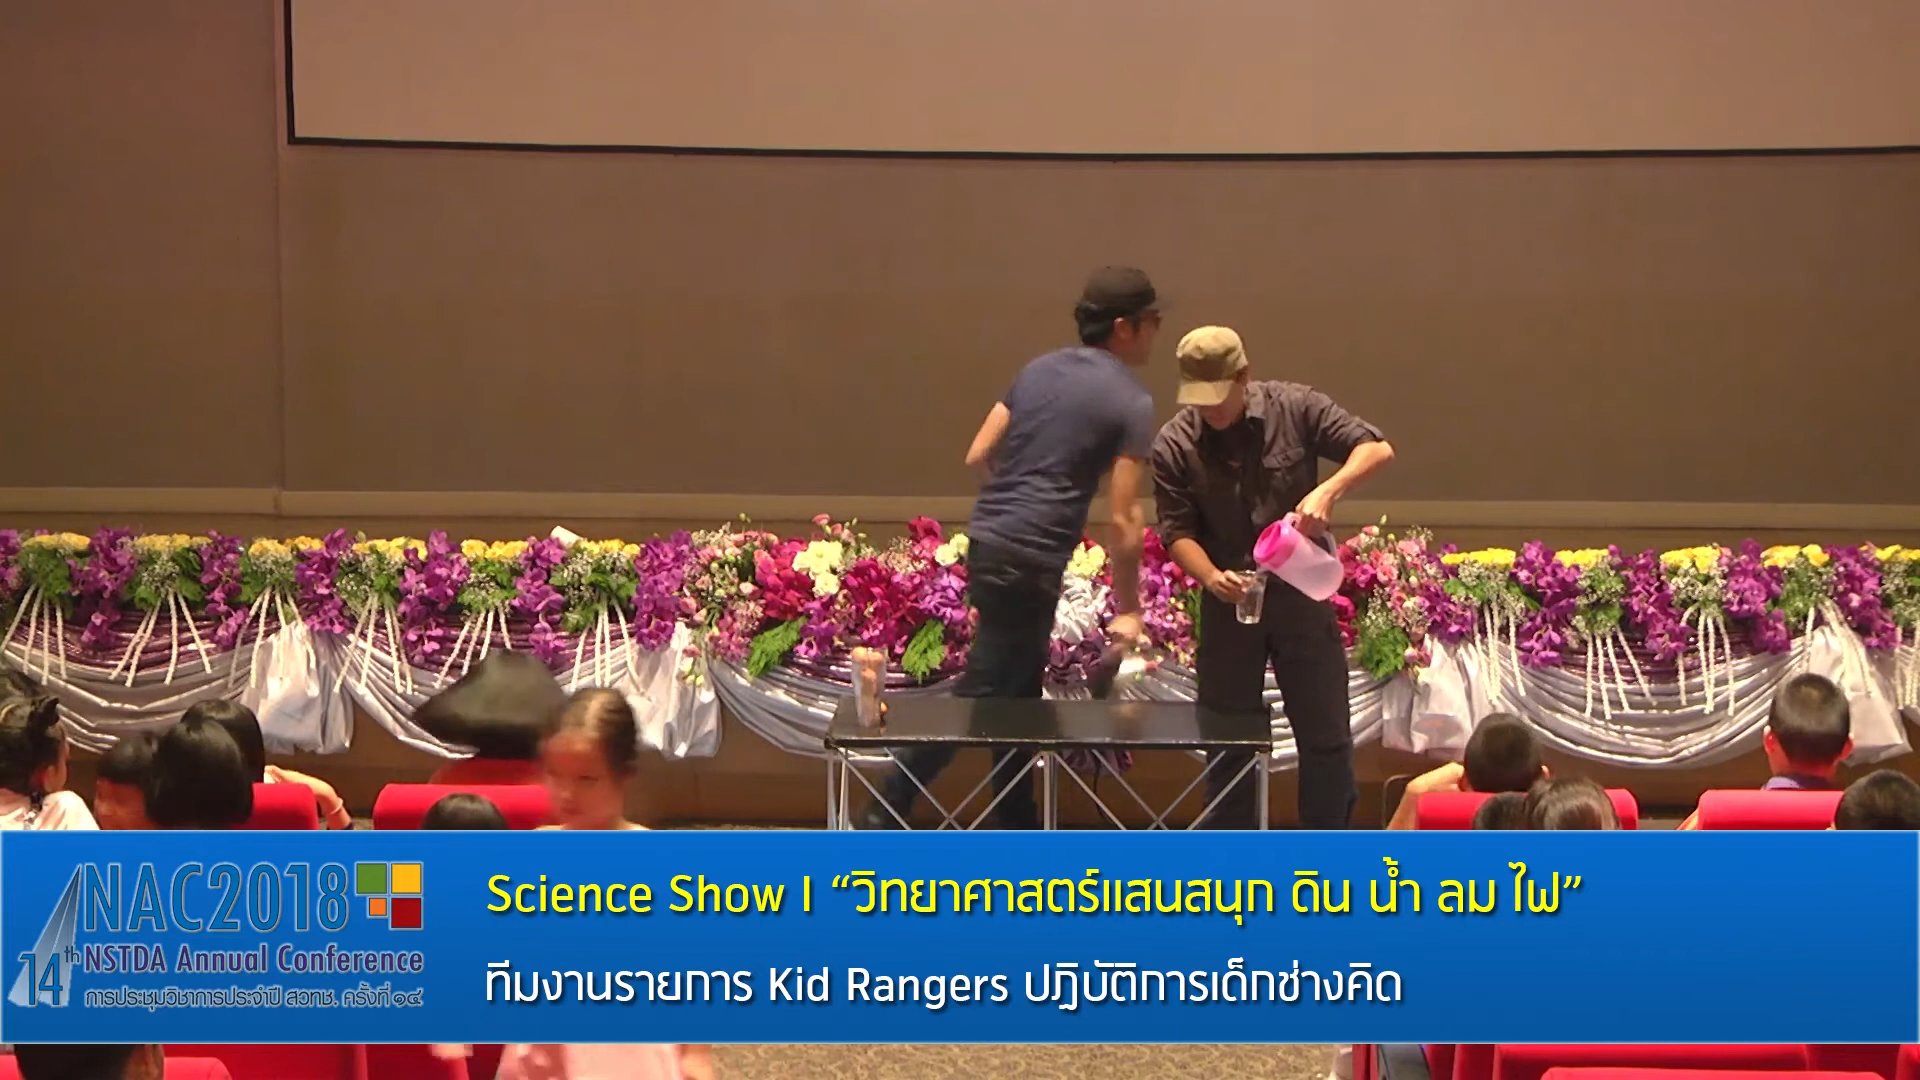 NAC2018
14th NSTDA Annual Conference
การประชุมวิชาการประจำปี สวทช. ครั้งที่ ๑๔
Science Show I “วิทยาศาสตร์แสนสนุก ดิน น้ำ ลม ไฟ”
ทีมงานรายการ Kid Rangers ปฏิบัติการเด็กช่างคิด